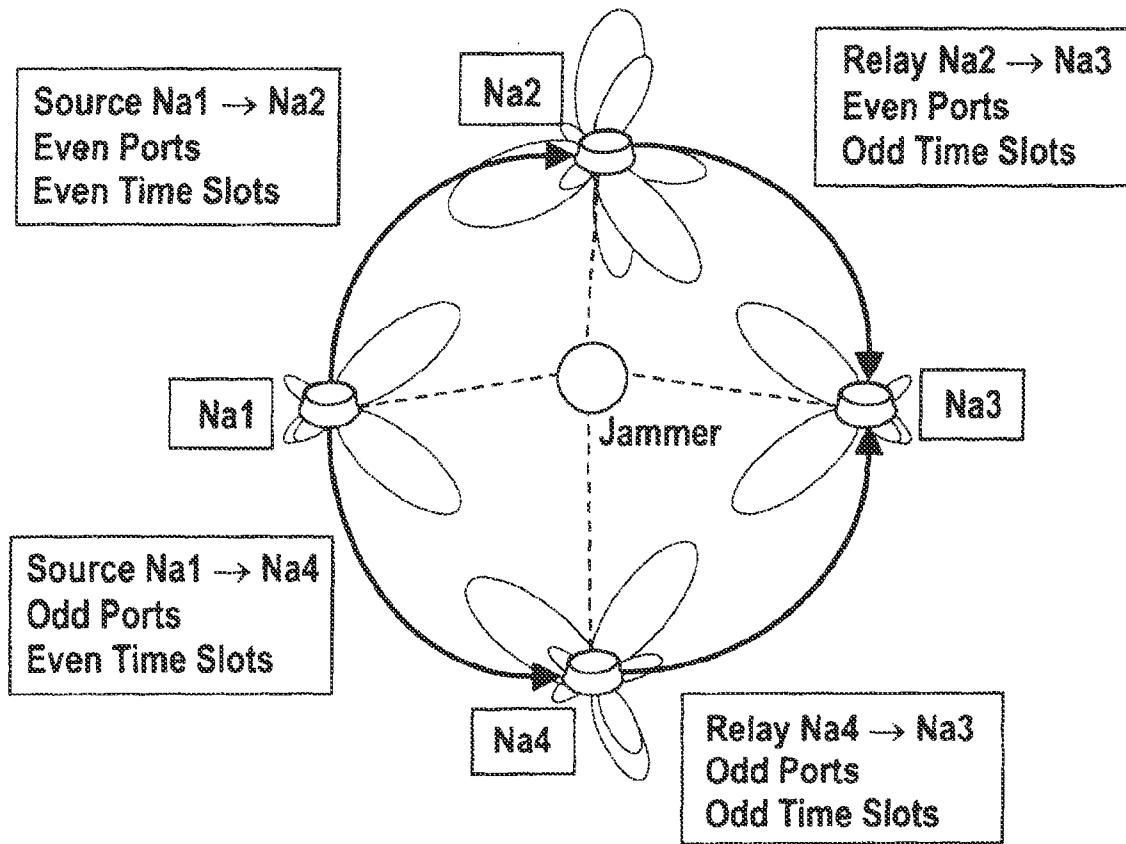 Source Na1 → Na2
Even Ports
Even Time Slots
Na2
Relay Na2 → Na3
Even Ports
Odd Time Slots
Na1
Jammer
Na3
Source Na1 → Na4
Odd Ports
Even Time Slots
Na4
Relay Na4 → Na3
Odd Ports
Odd Time Slots